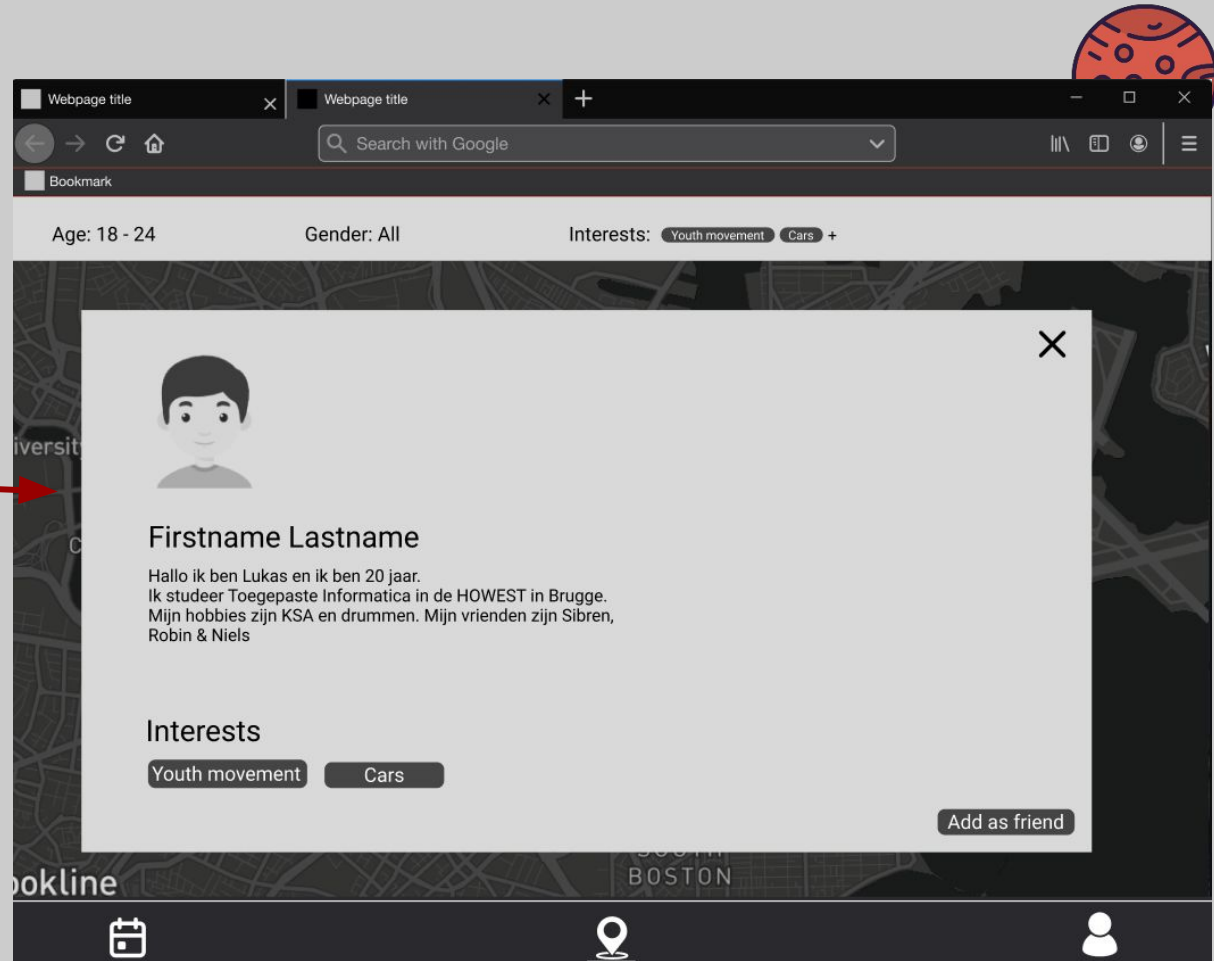 Webpage title
Webpage title
Search with Google
Bookmark
Age: 18 - 24
Gender: All
Interests: Youth movement Cars +
Firstname Lastname
Hallo ik ben Lukas en ik ben 20 jaar.
Ik studeer Toegepaste Informatica in de HOWEST in Brugge.
Mijn hobbies zijn KSA en drummen. Mijn vrienden zijn Sibren,
Robin & Niels
Interests
Youth movement
Cars
Add as friend
BOSTON